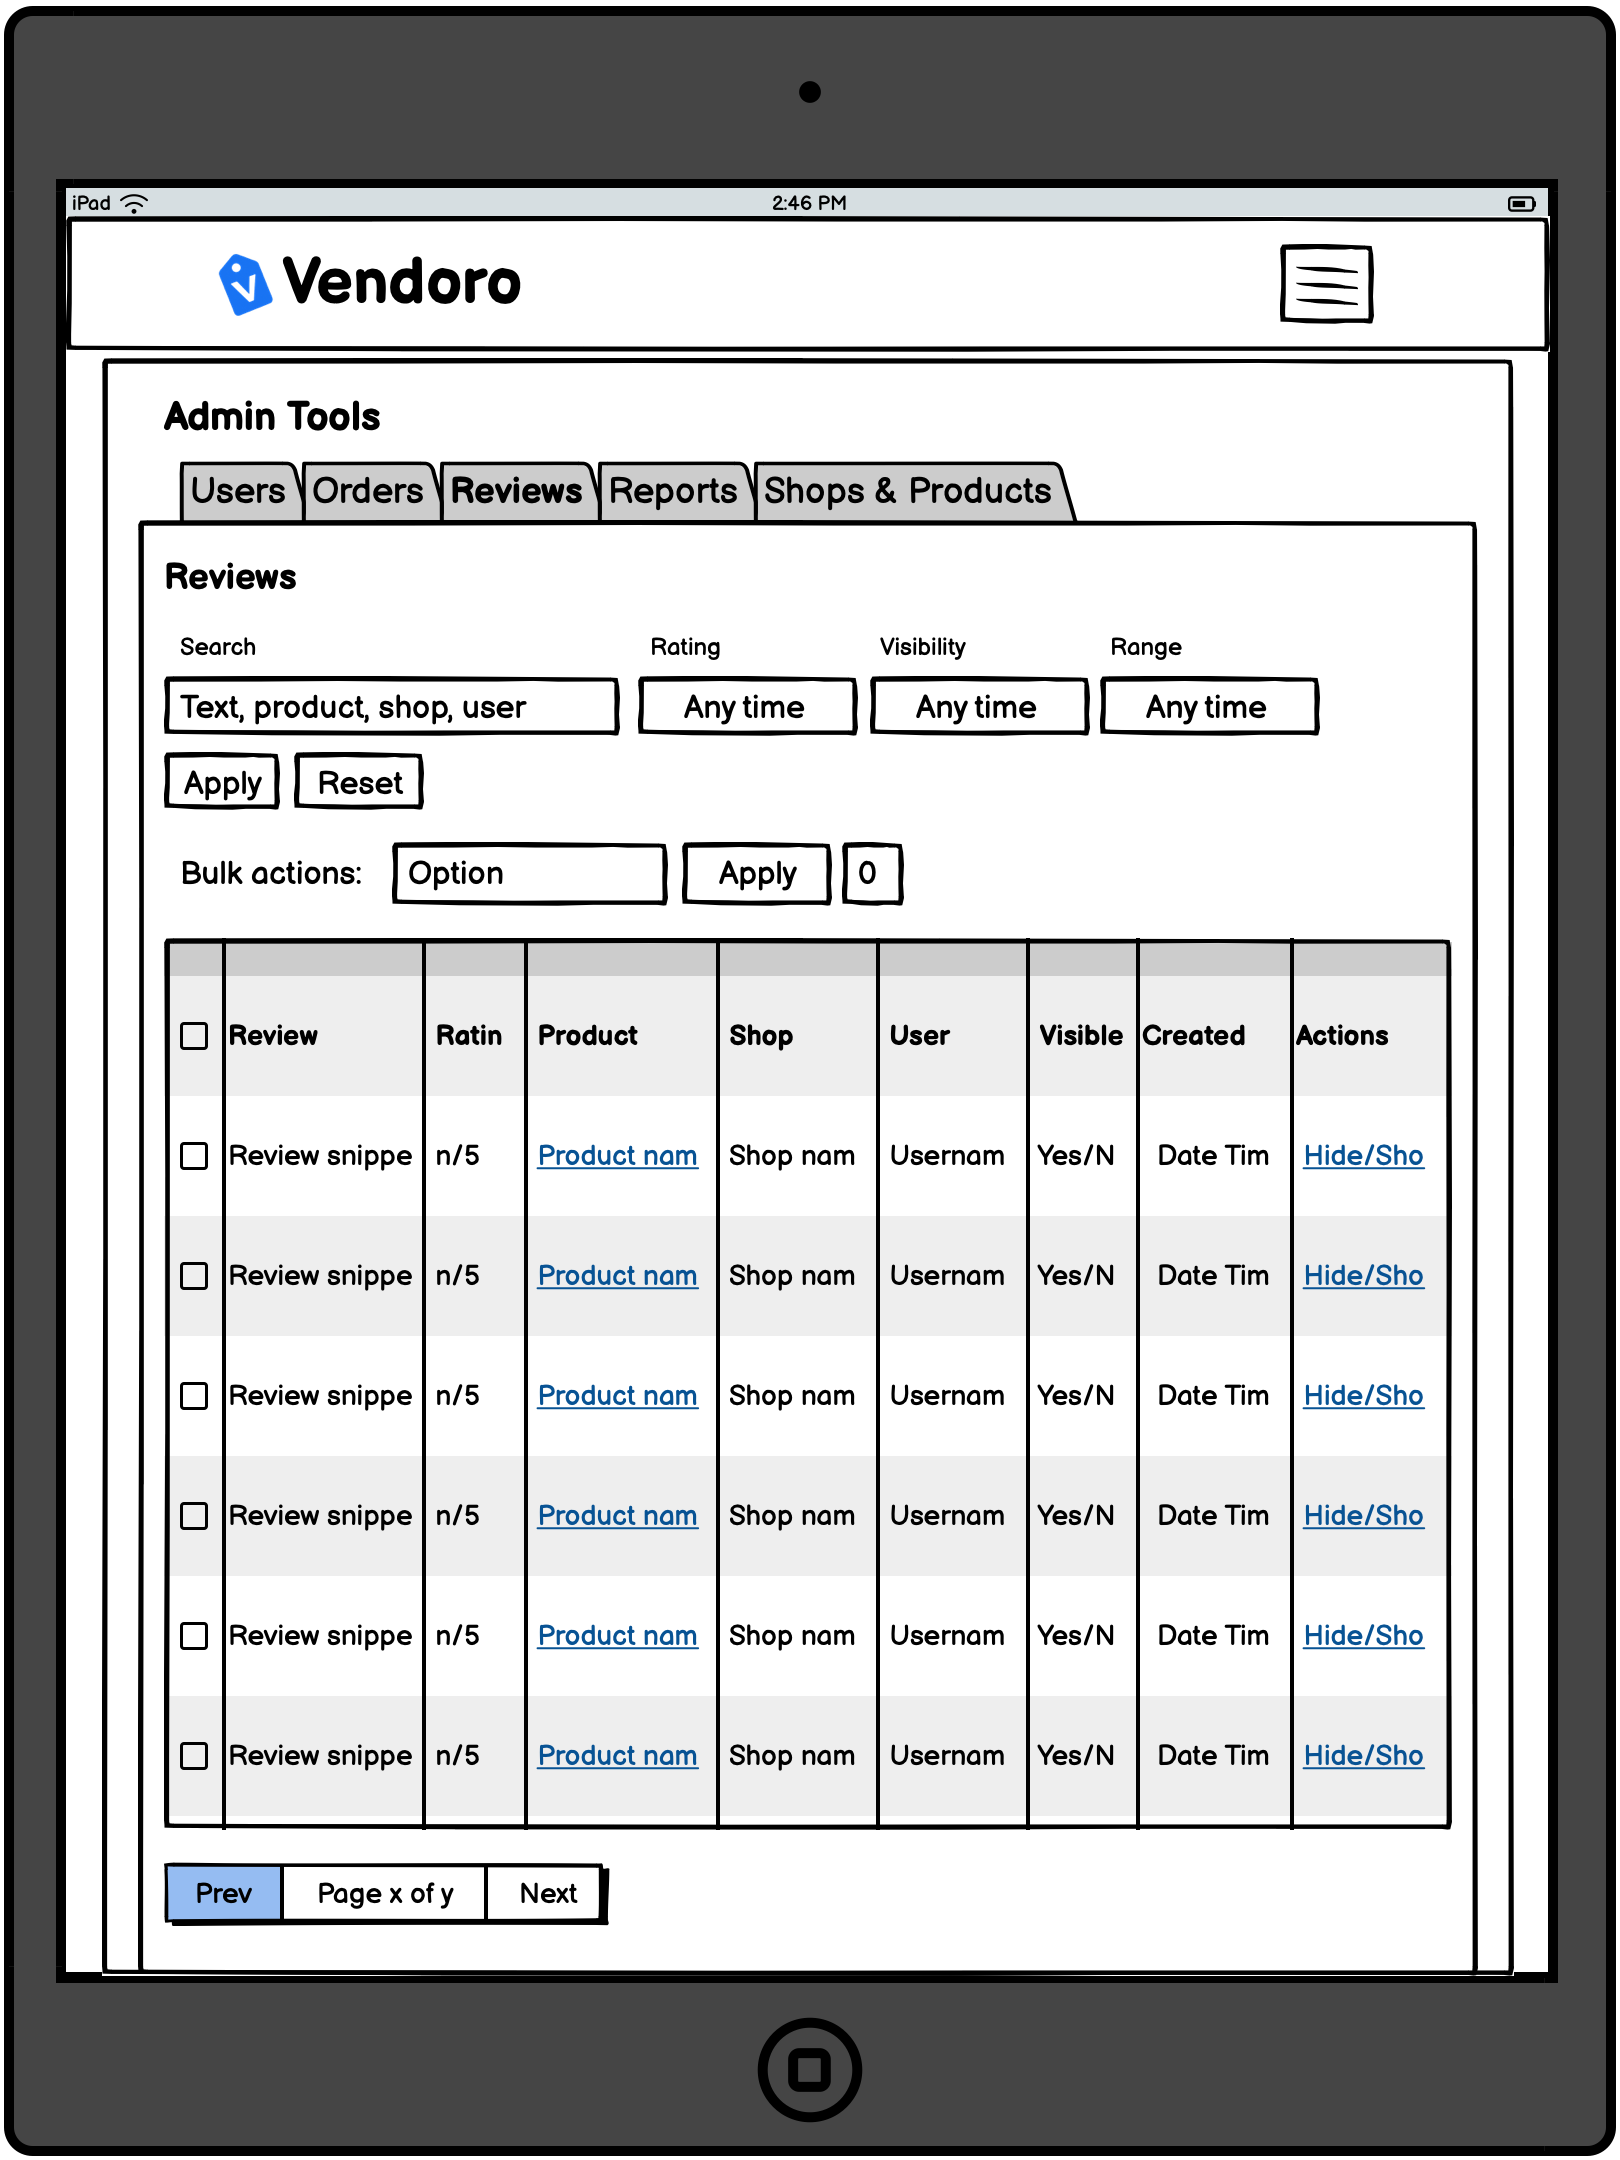 iPad 2:46 PM
V Vendoro
Admin Tools
Users Orders Reviews Reports Shops & Products
Reviews
Search Rating Visibility Range
Text, product, shop, user Any time Any time Any time
Apply Reset
Bulk actions: Option Apply 0
Review Ratin Product Shop User Visible Created Actions
Review snippe n/5 Product nam Shop nam Usernam Yes/N Date Tim Hide/Sho
Review snippe n/5 Product nam Shop nam Usernam Yes/N Date Tim Hide/Sho
Review snippe n/5 Product nam Shop nam Usernam Yes/N Date Tim Hide/Sho
Review snippe n/5 Product nam Shop nam Usernam Yes/N Date Tim Hide/Sho
Review snippe n/5 Product nam Shop nam Usernam Yes/N Date Tim Hide/Sho
Review snippe n/5 Product nam Shop nam Usernam Yes/N Date Tim Hide/Sho
Prev Page x of y Next